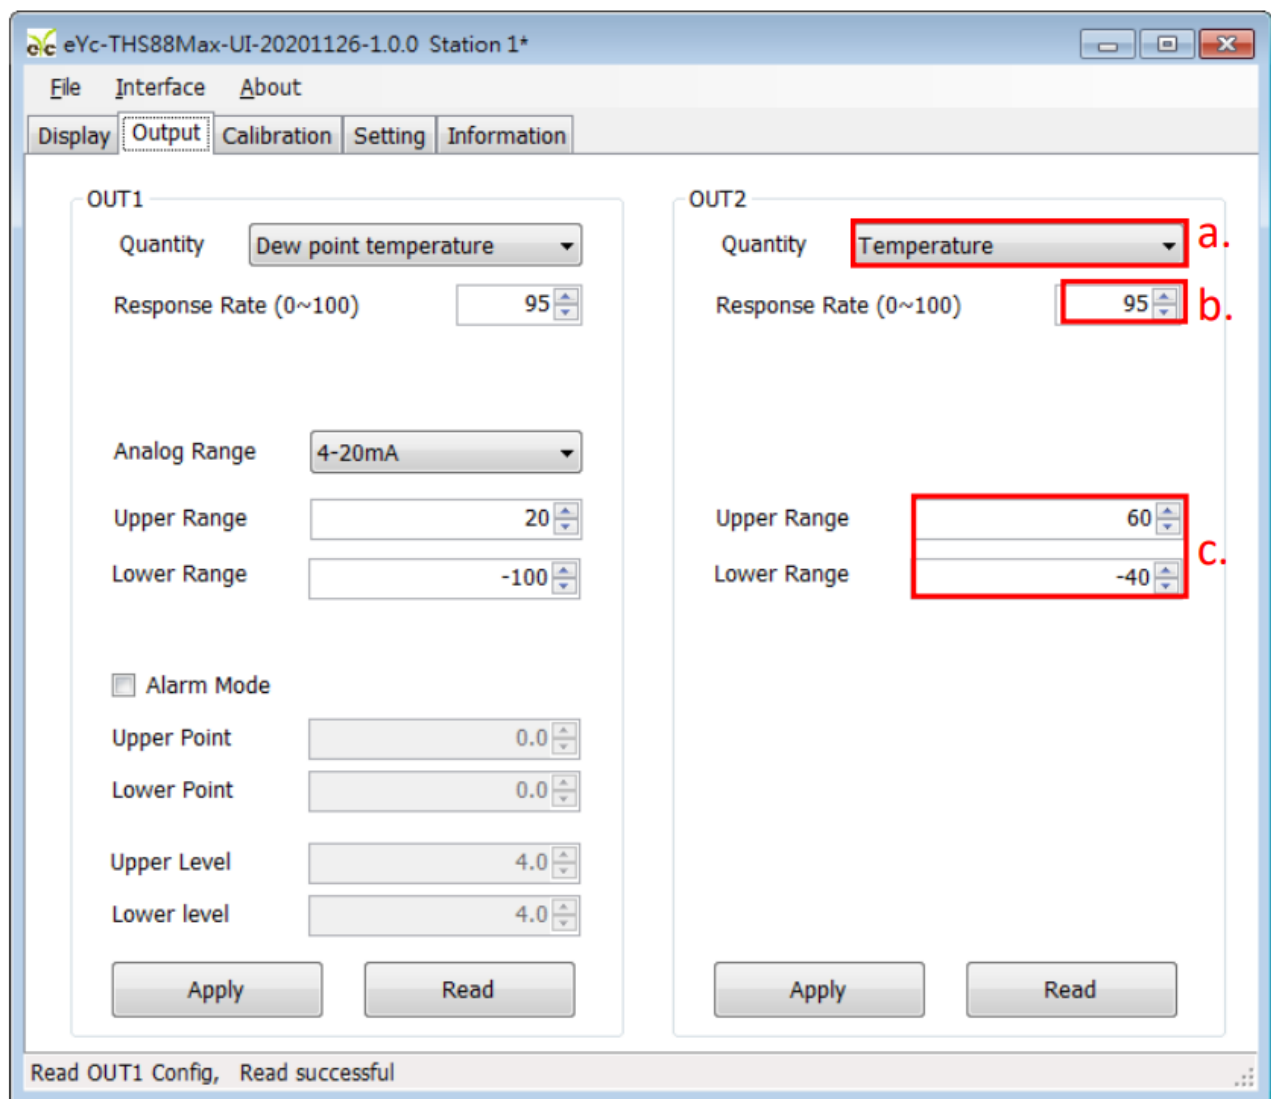 eYc eYc-THS88Max-UI-20201126-1.0.0 Station 1*
File Interface About
Display Output Calibration Setting Information
OUT1
Quantity Dew point temperature
Response Rate (0~100) 95
Analog Range 4-20mA
Upper Range 20
Lower Range -100
Alarm Mode
Upper Point 0.0
Lower Point 0.0
Upper Level 4.0
Lower level 4.0
Apply Read
OUT2
Quantity Temperature a.
Response Rate (0~100) 95 b.
Upper Range 60
Lower Range -40
c.
Apply Read
Read OUT1 Config, Read successful